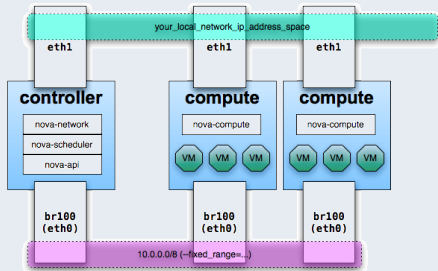 your_local_network_ip_address_space
eth1 eth1 eth1
controller compute compute
nova-network nova-compute nova-compute
nova-scheduler
nova-api
VM VM VM VM VM VM
br100 br100 br100
(eth0) (eth0) (eth0)
10.0.0.0/8 (--fixed_range=...)